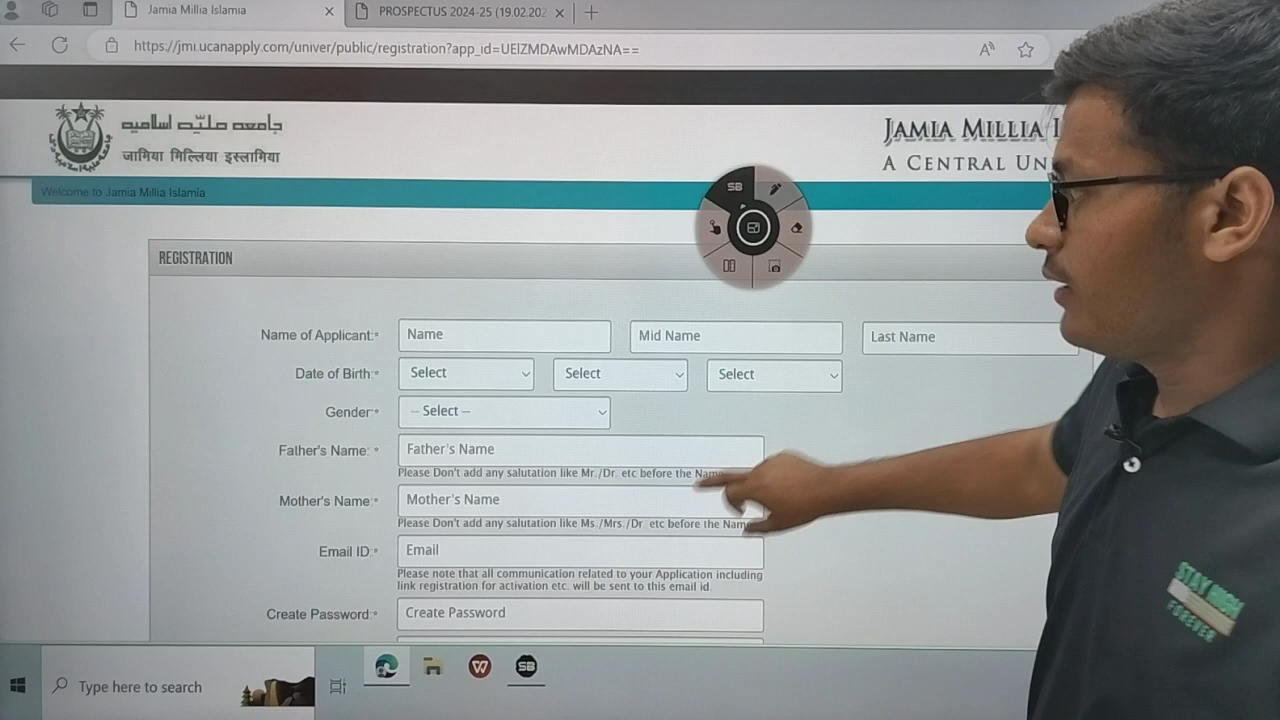 Jamia Millia Islamia
PROSPECTUS 2024-25 (19.02.202
https://jmi.ucanapply.com/univer/public/registration?app_id=UElZMDAwMDAzNA==
جامعہ ملیّہ اسلامیہ
जामिया मिल्लिया इस्लामिया
JAMIA MILLIA I
A CENTRAL UN
Welcome to Jamia Millia Islamia
SB
REGISTRATION
Name of Applicant:* Name Mid Name Last Name
Date of Birth:* Select Select Select
Gender:* -- Select --
Father's Name: * Father's Name
Please Don't add any salutation like Mr./Dr. etc before the Name
Mother's Name:* Mother's Name
Please Don't add any salutation like Ms./Mrs./Dr. etc before the Name
Email ID:* Email
Please note that all communication related to your Application including
link registration for activation etc. will be sent to this email id.
Create Password:* Create Password
Type here to search
W
SB
STAY
FOREVER